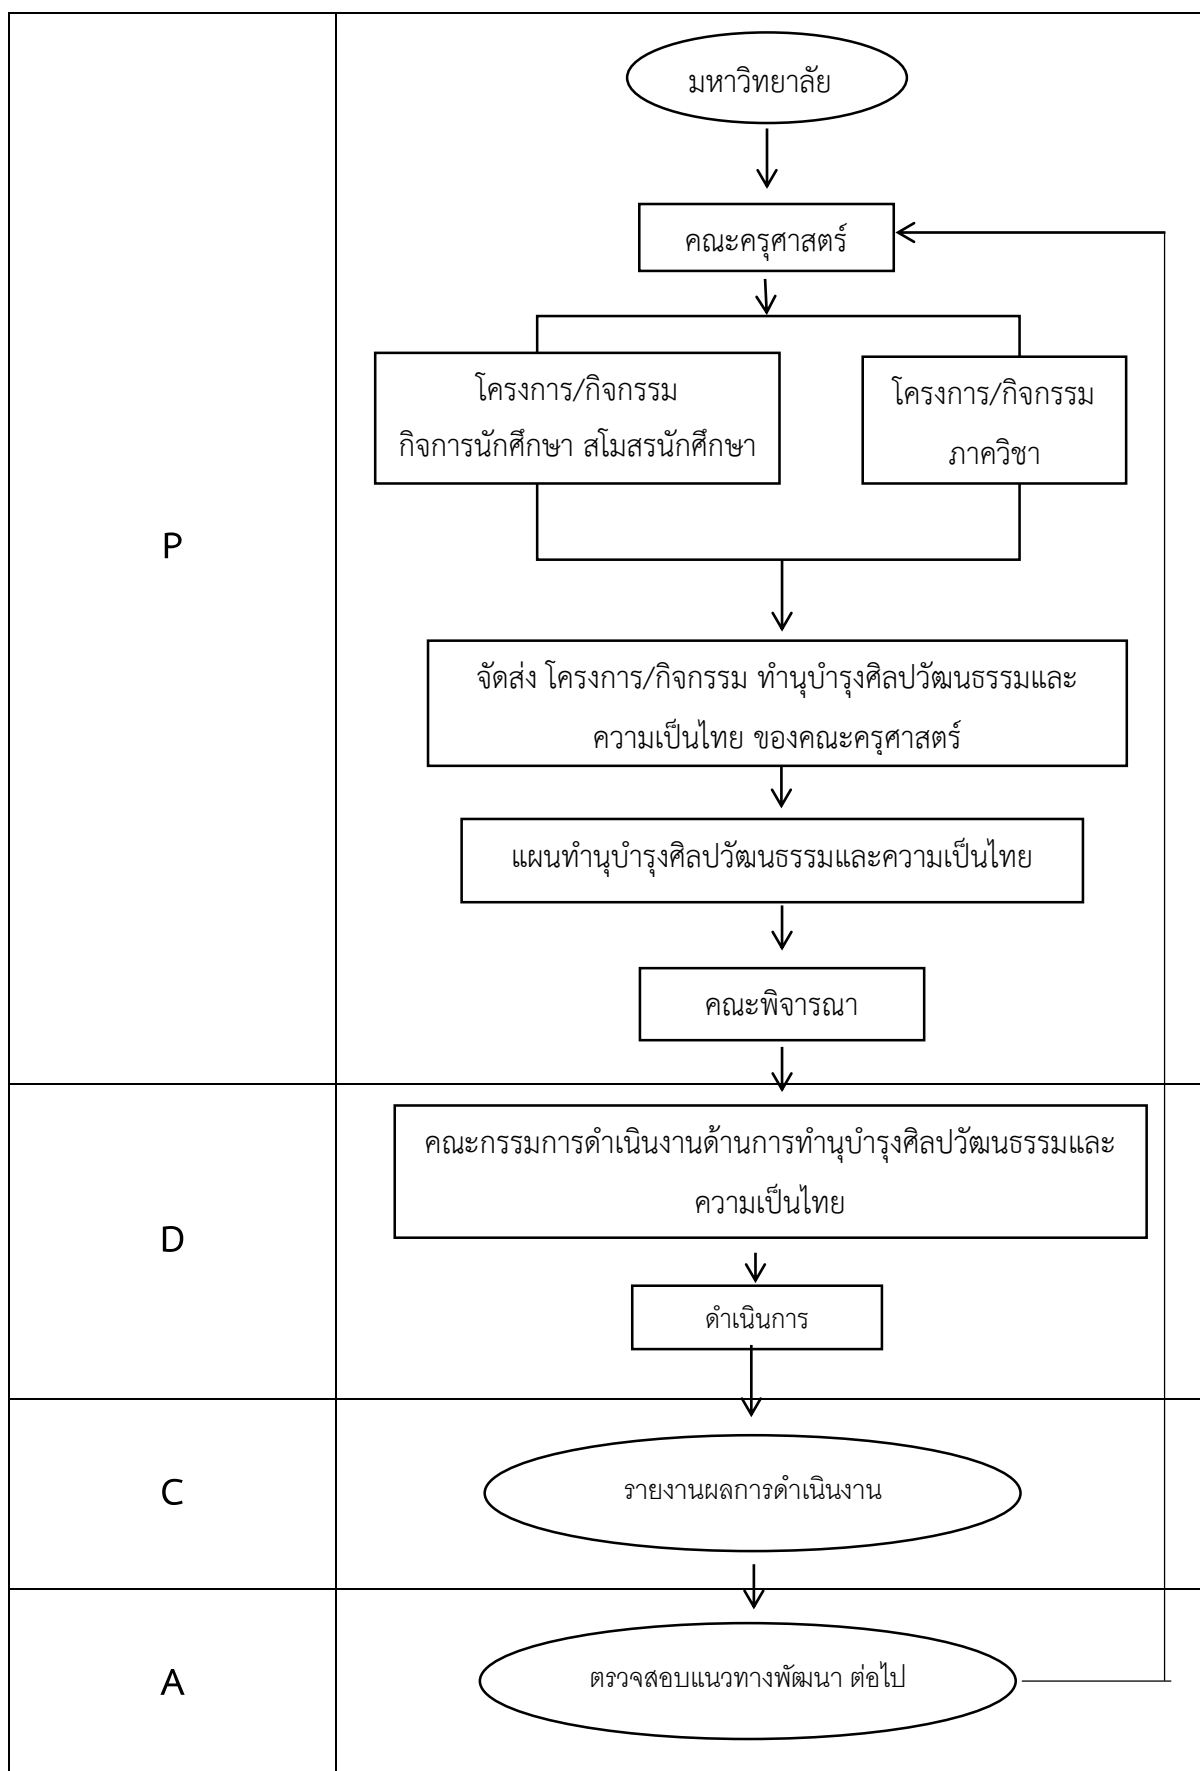 P
มหาวิทยาลัย
คณะครุศาสตร์
โครงการ/กิจกรรม
กิจการนักศึกษา สโมสรนักศึกษา
โครงการ/กิจกรรม
ภาควิชา
จัดส่ง โครงการ/กิจกรรม ทำนุบำรุงศิลปวัฒนธรรมและ
ความเป็นไทย ของคณะครุศาสตร์
แผนทำนุบำรุงศิลปวัฒนธรรมและความเป็นไทย
คณะพิจารณา
D
คณะกรรมการดำเนินงานด้านการทำนุบำรุงศิลปวัฒนธรรมและ
ความเป็นไทย
ดำเนินการ
C
รายงานผลการดำเนินงาน
A
ตรวจสอบแนวทางพัฒนา ต่อไป